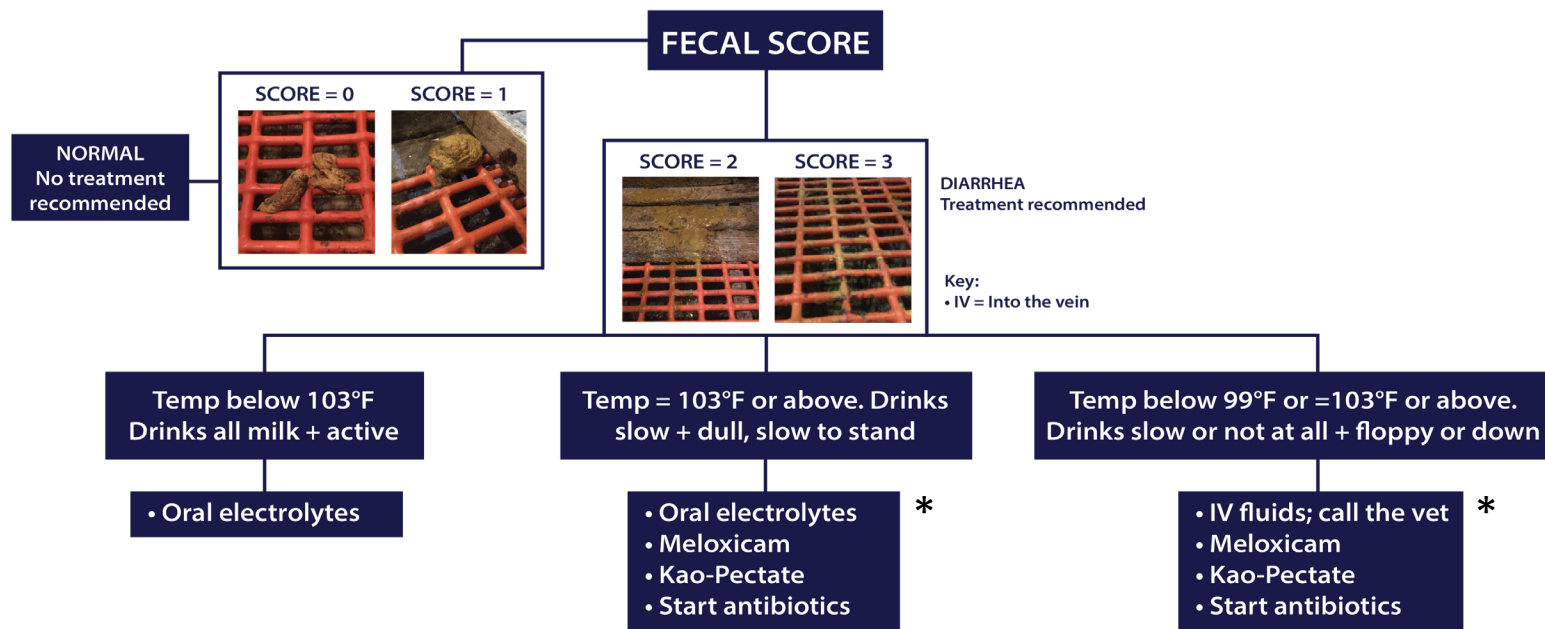 FECAL SCORE
SCORE = 0
SCORE = 1
NORMAL
No treatment
recommended
SCORE = 2
SCORE = 3
DIARRHEA
Treatment recommended
Key:
• IV = Into the vein
Temp below 103°F
Drinks all milk + active
Temp = 103°F or above. Drinks
slow + dull, slow to stand
Temp below 99°F or =103°F or above.
Drinks slow or not at all + floppy or down
• Oral electrolytes
• Oral electrolytes
• Meloxicam
• Kao-Pectate
• Start antibiotics
*
• IV fluids; call the vet
• Meloxicam
• Kao-Pectate
• Start antibiotics
*